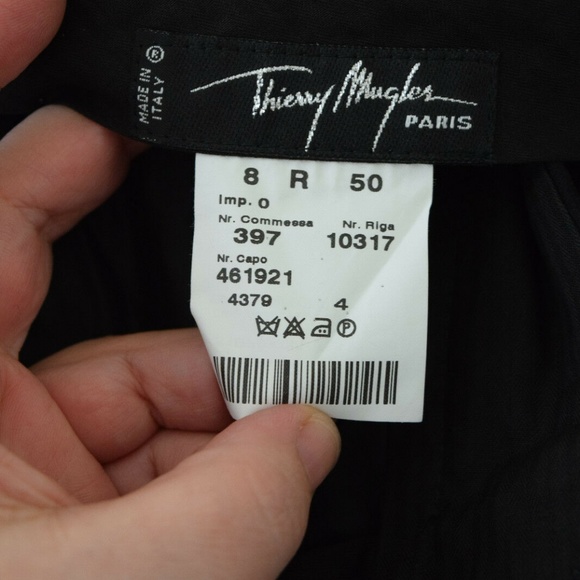 MADE IN ®
ITALY
Thierry Mugler
PARIS
8 R 50
Imp. 0
Nr. Commessa Nr. Riga
397 10317
Nr. Capo
461921
4379 4